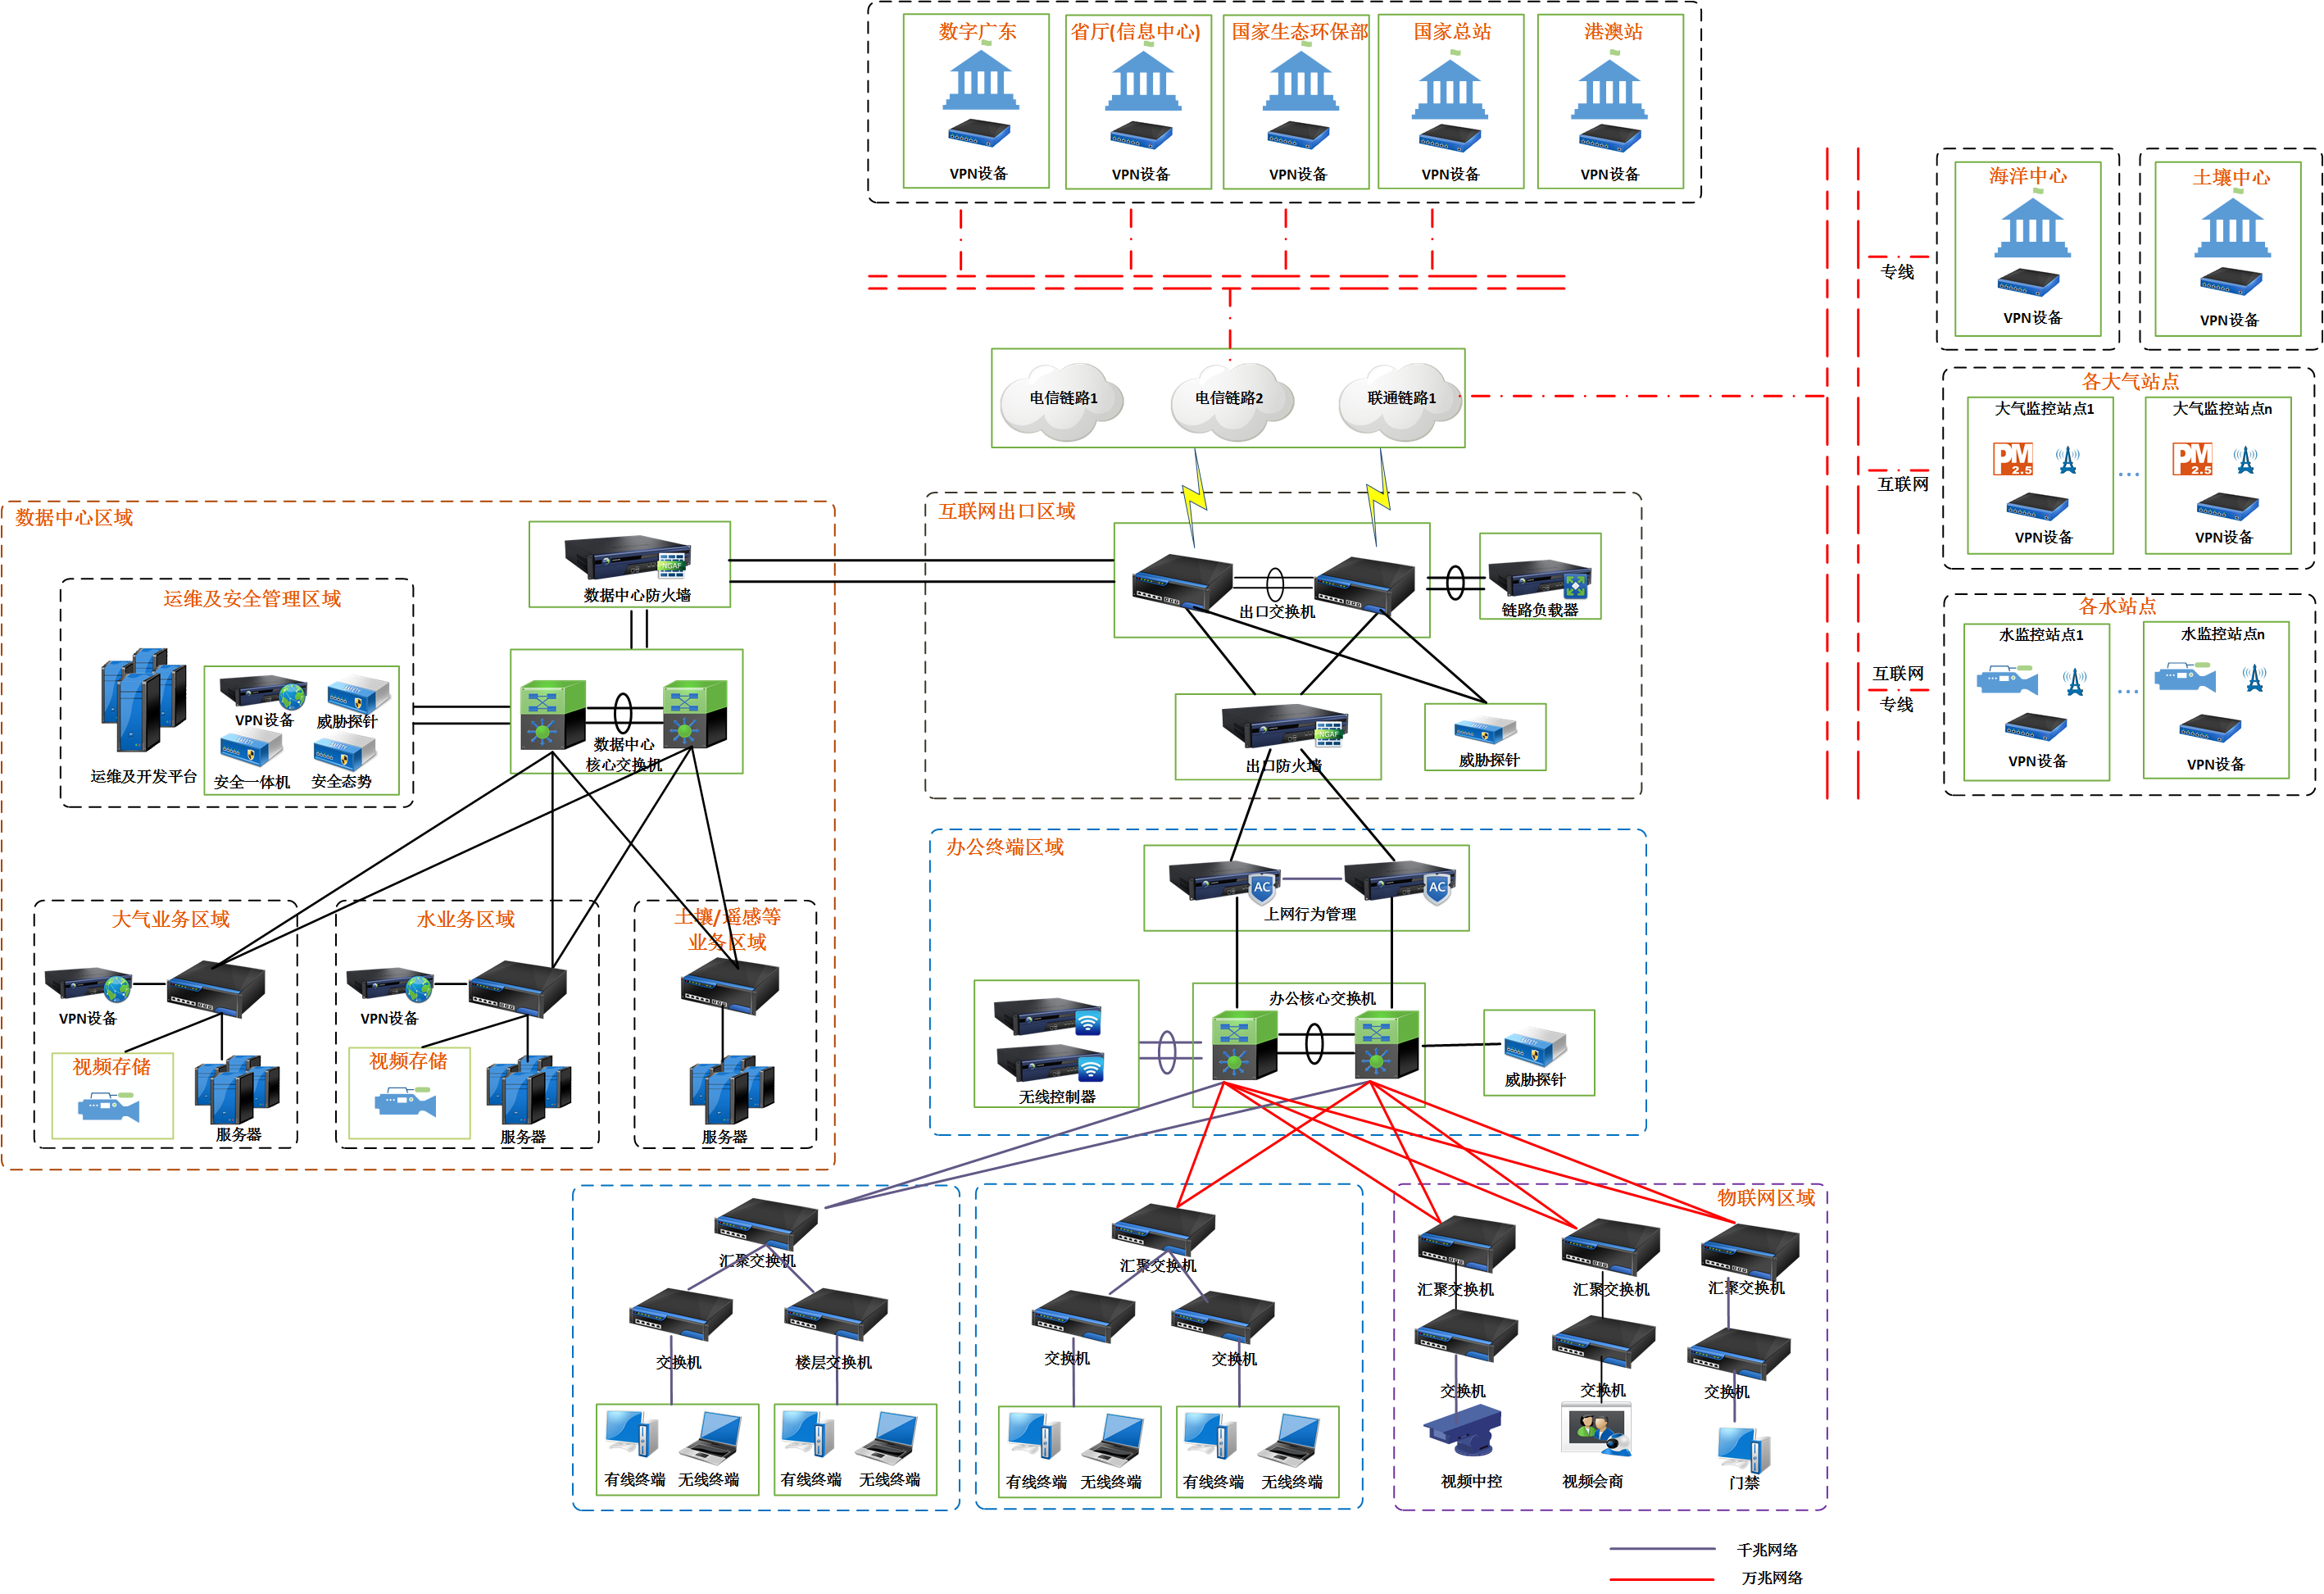 数字广东
省厅(信息中心)
国家生态环保部
国家总站
港澳站
VPN设备
VPN设备
VPN设备
VPN设备
VPN设备
海洋中心
土壤中心
VPN设备
VPN设备
专线
电信链路1
电信链路2
联通链路1
各大气站点
大气监控站点1
大气监控站点n
PM
2.5
PM
2.5
...
VPN设备
VPN设备
互联网
各水站点
水监控站点1
水监控站点n
...
VPN设备
VPN设备
互联网
专线
数据中心区域
NGAF
数据中心防火墙
运维及安全管理区域
VPN设备
威胁探针
安全一体机
安全态势
运维及开发平台
数据中心
核心交换机
大气业务区域
VPN设备
视频存储
服务器
水业务区域
VPN设备
视频存储
服务器
土壤/遥感等
业务区域
服务器
互联网出口区域
出口交换机
链路负载器
NGAF
出口防火墙
威胁探针
办公终端区域
AC
AC
上网行为管理
办公核心交换机
无线控制器
威胁探针
汇聚交换机
交换机
楼层交换机
有线终端
无线终端
有线终端
无线终端
汇聚交换机
交换机
交换机
有线终端
无线终端
有线终端
无线终端
物联网区域
汇聚交换机
汇聚交换机
汇聚交换机
交换机
交换机
交换机
视频中控
视频会商
门禁
千兆网络
万兆网络